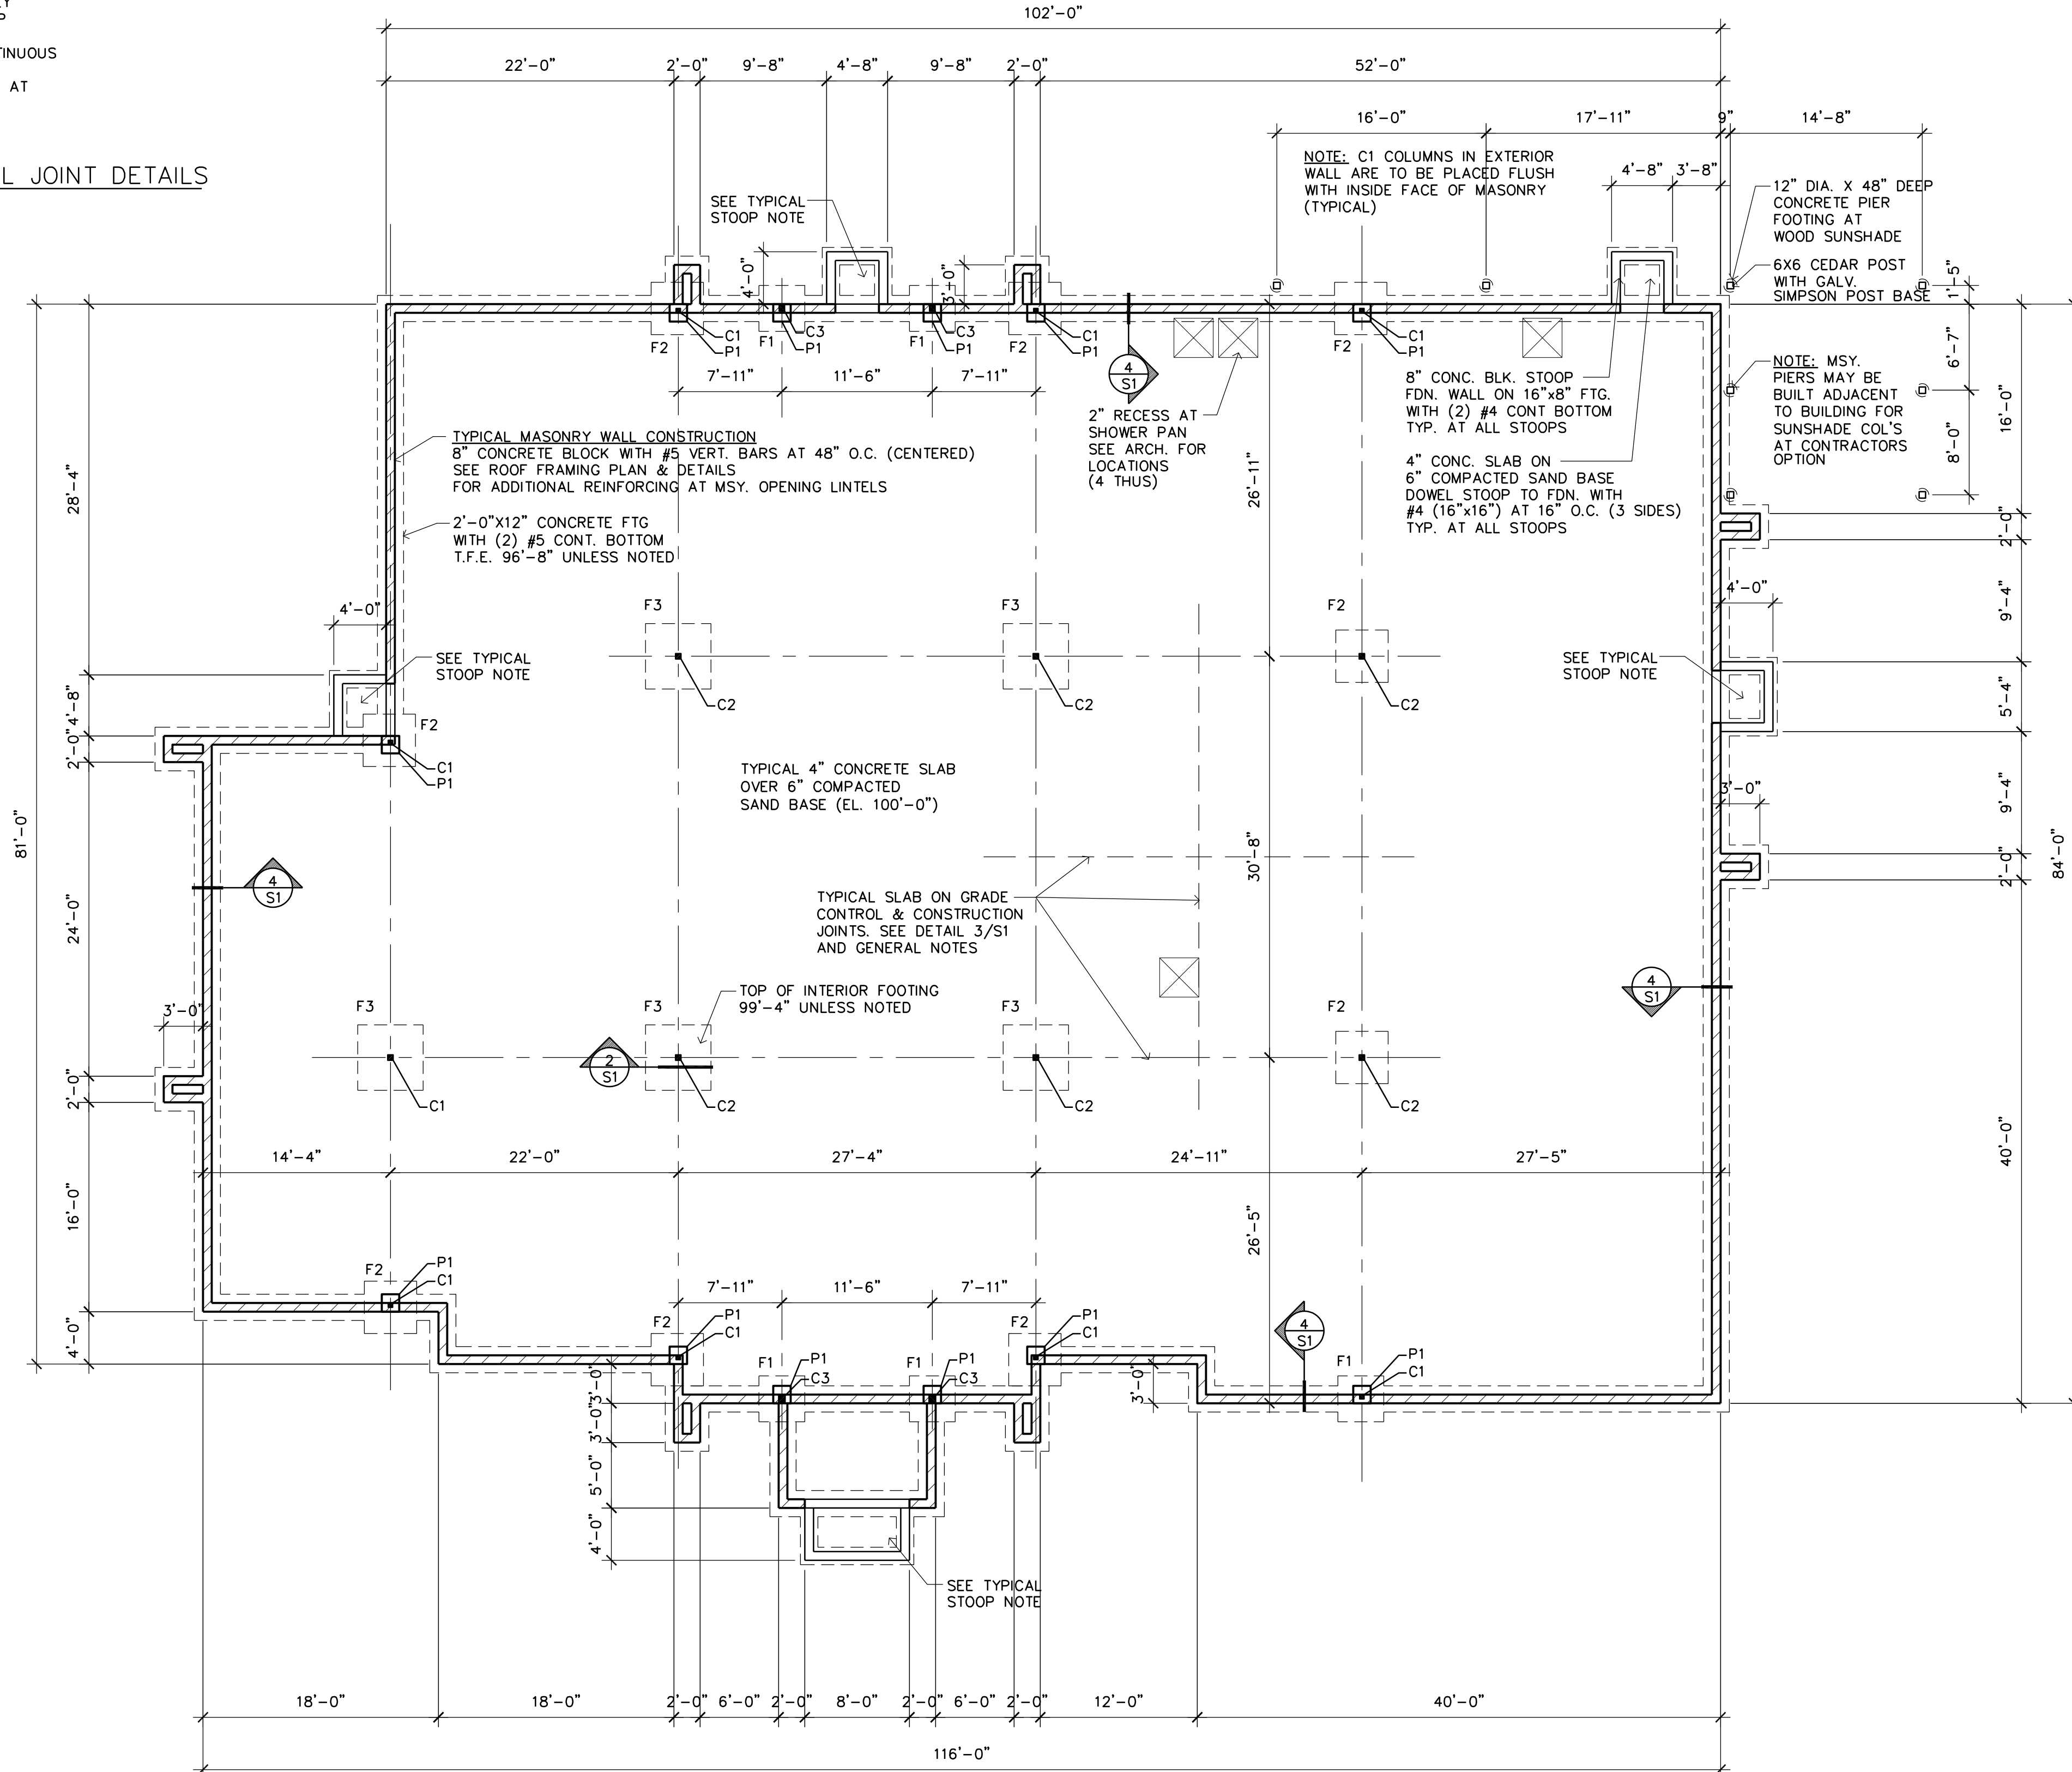 TINUOUS
AT
L JOINT DETAILS
102'-0"
22'-0"
2'-0"
9'-8"
4'-8"
9'-8"
2'-0"
52'-0"
16'-0"
17'-11"
9"
14'-8"
NOTE: C1 COLUMNS IN EXTERIOR
WALL ARE TO BE PLACED FLUSH
WITH INSIDE FACE OF MASONRY
(TYPICAL)
4'-8"
3'-8"
12" DIA. X 48" DEEP
CONCRETE PIER
FOOTING AT
WOOD SUNSHADE
6X6 CEDAR POST
WITH GALV.
SIMPSON POST BASE
1'-5"
SEE TYPICAL
STOOP NOTE
4'-0"
3'-0"
F2
C1
P1
F1
C3
P1
F1
C3
P1
F2
C1
P1
F2
C1
P1
7'-11"
11'-6"
7'-11"
4
S1
2" RECESS AT
SHOWER PAN
SEE ARCH. FOR
LOCATIONS
(4 THUS)
8" CONC. BLK. STOOP
FDN. WALL ON 16"x8" FTG.
WITH (2) #4 CONT BOTTOM
TYP. AT ALL STOOPS
4" CONC. SLAB ON
6" COMPACTED SAND BASE
DOWEL STOOP TO FDN. WITH
#4 (16"x16") AT 16" O.C. (3 SIDES)
TYP. AT ALL STOOPS
NOTE: MSY.
PIERS MAY BE
BUILT ADJACENT
TO BUILDING FOR
SUNSHADE COL'S
AT CONTRACTORS
OPTION
6'-7"
8'-0"
16'-0"
TYPICAL MASONRY WALL CONSTRUCTION
8" CONCRETE BLOCK WITH #5 VERT. BARS AT 48" O.C. (CENTERED)
SEE ROOF FRAMING PLAN & DETAILS
FOR ADDITIONAL REINFORCING AT MSY. OPENING LINTELS
2'-0"X12" CONCRETE FTG
WITH (2) #5 CONT. BOTTOM
T.F.E. 96'-8" UNLESS NOTED
28'-4"
26'-11"
2'-0"
9'-4"
4'-0"
5'-4"
9'-4"
3'-0"
2'-0"
84'-0"
40'-0"
4'-0"
SEE TYPICAL
STOOP NOTE
F3
C2
F3
C2
F2
C2
SEE TYPICAL
STOOP NOTE
4'-8"
2'-0"
F2
C1
P1
TYPICAL 4" CONCRETE SLAB
OVER 6" COMPACTED
SAND BASE (EL. 100'-0")
81'-0"
4
S1
24'-0"
30'-8"
TYPICAL SLAB ON GRADE
CONTROL & CONSTRUCTION
JOINTS. SEE DETAIL 3/S1
AND GENERAL NOTES
TOP OF INTERIOR FOOTING
99'-4" UNLESS NOTED
4
S1
3'-0"
F3
C1
F3
C2
2
S1
F3
C2
F2
C2
2'-0"
14'-4"
22'-0"
27'-4"
24'-11"
27'-5"
16'-0"
26'-5"
F2
P1
C1
4'-0"
7'-11"
11'-6"
7'-11"
F2
P1
C1
F2
P1
C1
4
S1
F1
P1
C3
F1
P1
C3
F1
P1
C1
3'-0"
3'-0"
3'-0"
5'-0"
4'-0"
SEE TYPICAL
STOOP NOTE
18'-0"
18'-0"
2'-0"
6'-0"
2'-0"
8'-0"
2'-0"
6'-0"
2'-0"
12'-0"
40'-0"
116'-0"